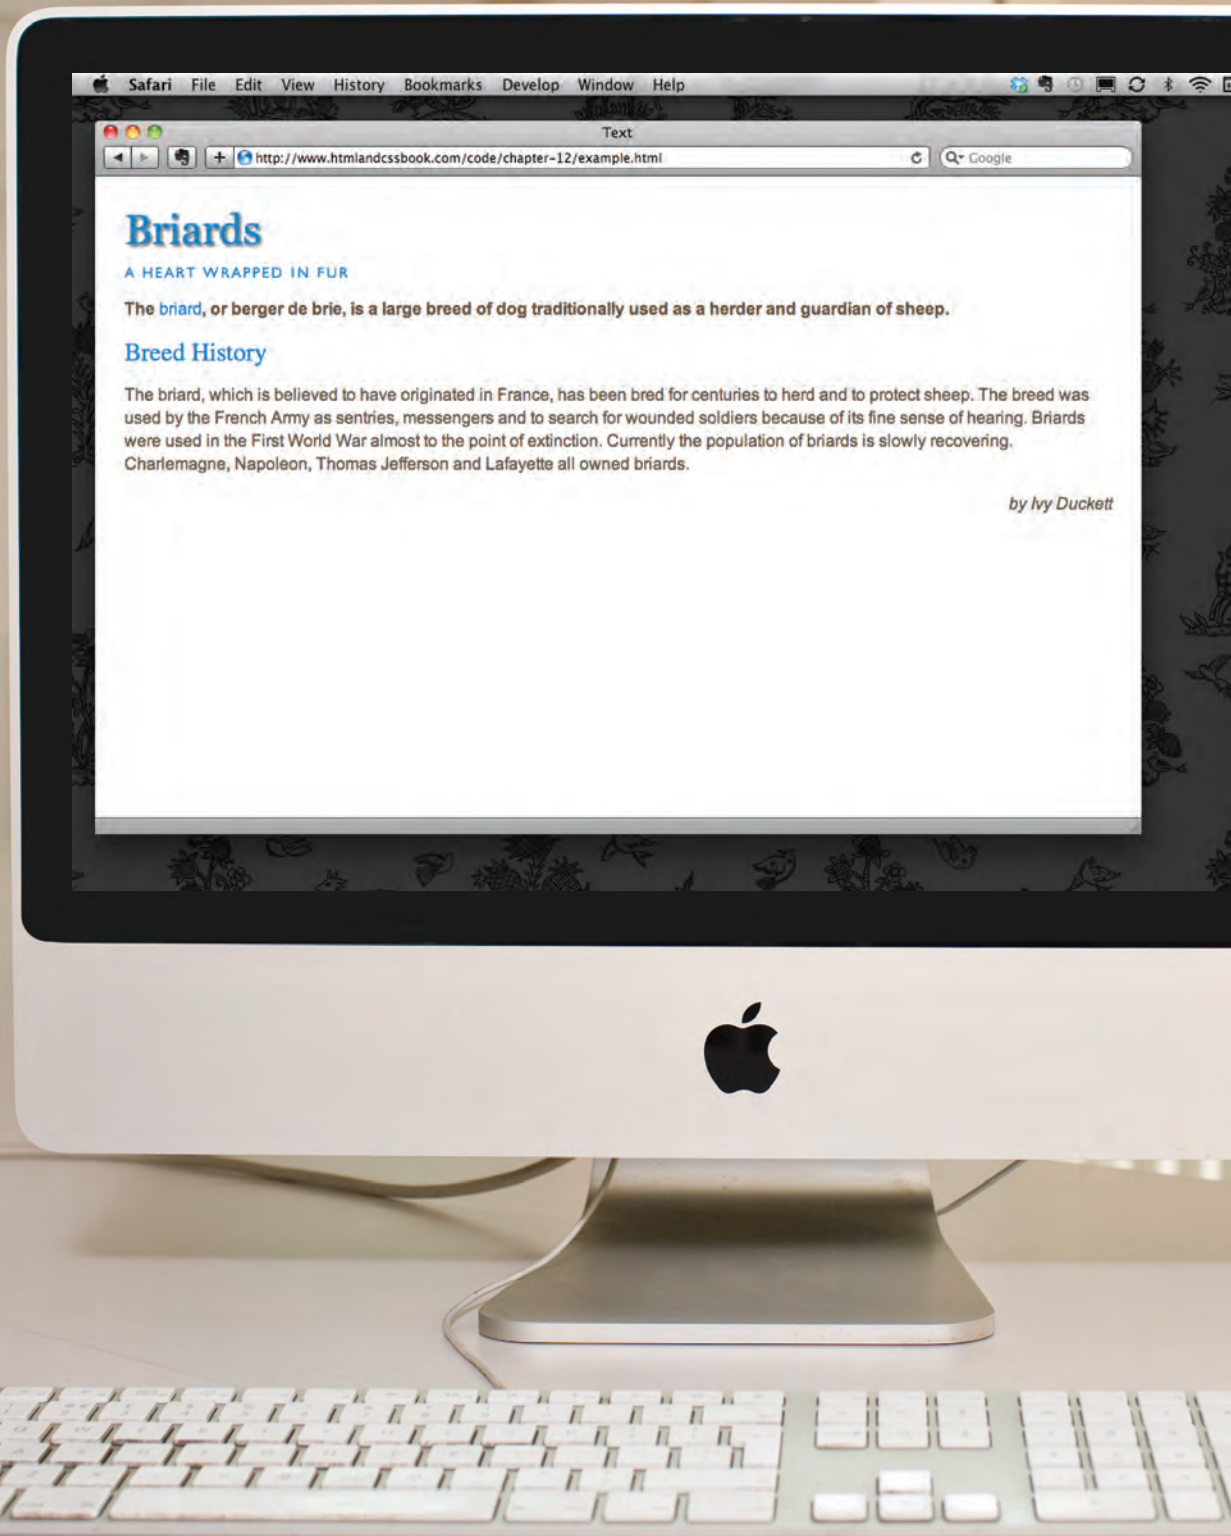 Safari File Edit View History Bookmarks Develop Window Help
Text
http://www.htmlandcssbook.com/code/chapter-12/example.html
Google
Briards
A HEART WRAPPED IN FUR
The briard, or berger de brie, is a large breed of dog traditionally used as a herder and guardian of sheep.
Breed History
The briard, which is believed to have originated in France, has been bred for centuries to herd and to protect sheep. The breed was
used by the French Army as sentries, messengers and to search for wounded soldiers because of its fine sense of hearing. Briards
were used in the First World War almost to the point of extinction. Currently the population of briards is slowly recovering.
Charlemagne, Napoleon, Thomas Jefferson and Lafayette all owned briards.
by Ivy Duckett